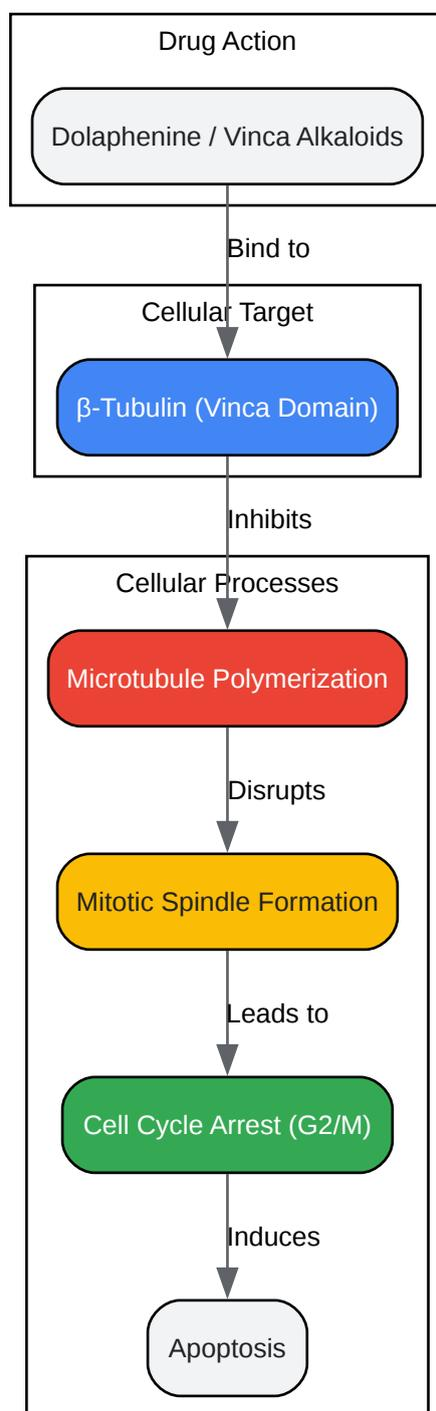 Drug Action
Dolaphenine / Vinca Alkaloids
Bind to
Cellular Target
β-Tubulin (Vinca Domain)
Inhibits
Cellular Processes
Microtubule Polymerization
Disrupts
Mitotic Spindle Formation
Leads to
Cell Cycle Arrest (G2/M)
Induces
Apoptosis